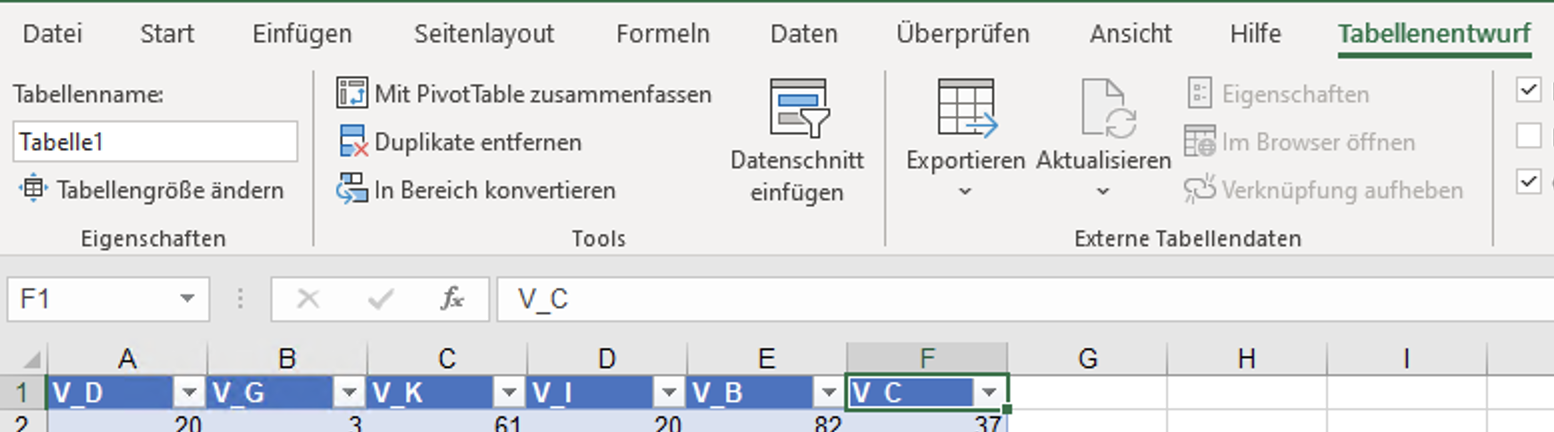 Datei Start Einfügen Seitenlayout Formeln Daten Überprüfen Ansicht Hilfe Tabellenentwurf
Tabellenname:
Tabelle1
Tabellengröße ändern
Eigenschaften
Mit PivotTable zusammenfassen
Duplikate entfernen
In Bereich konvertieren
Datenschnitt
einfügen
Tools
Exportieren
Aktualisieren
Eigenschaften
Im Browser öffnen
Verknüpfung aufheben
Externe Tabellendaten
F1 fx V_C
A B C D E F G H I
1 V_D V_G V_K V_I V_B V_C
2 20 3 61 20 82 37